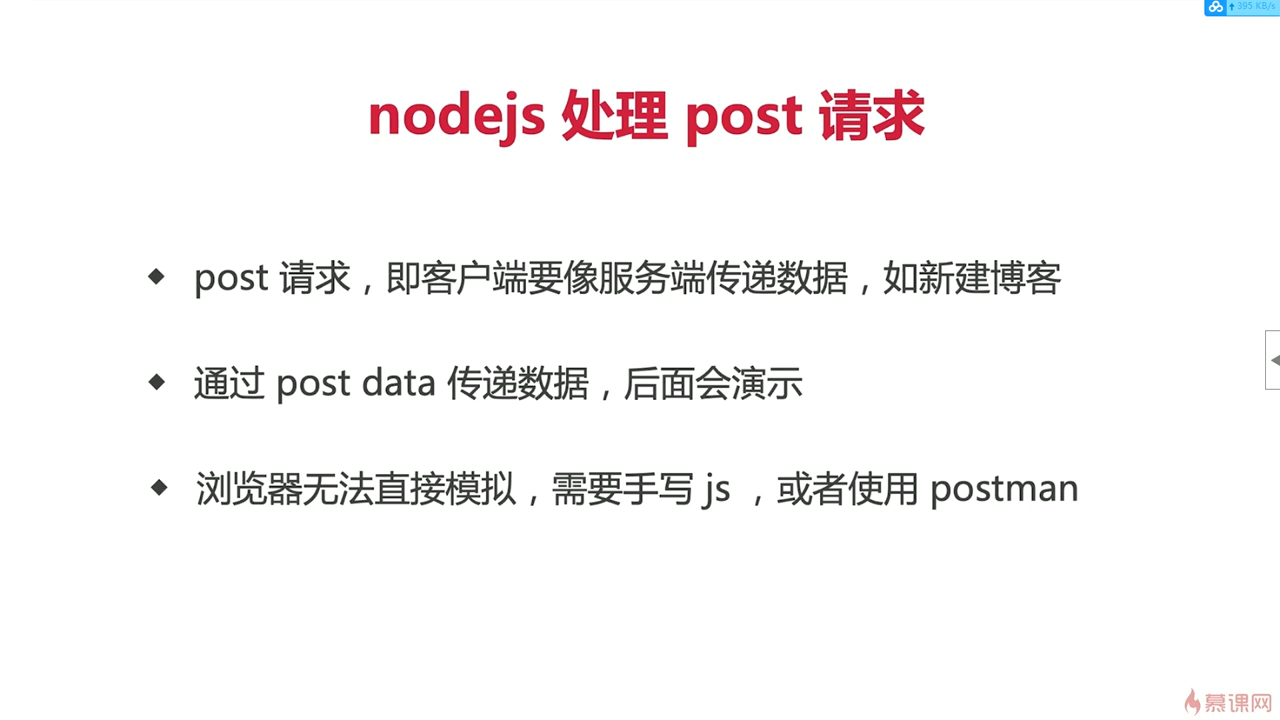 395 KB/s
nodejs 处理 post 请求
post 请求，即客户端要像服务端传递数据，如新建博客
通过 post data 传递数据，后面会演示
浏览器无法直接模拟，需要手写 js ，或者使用 postman
慕课网